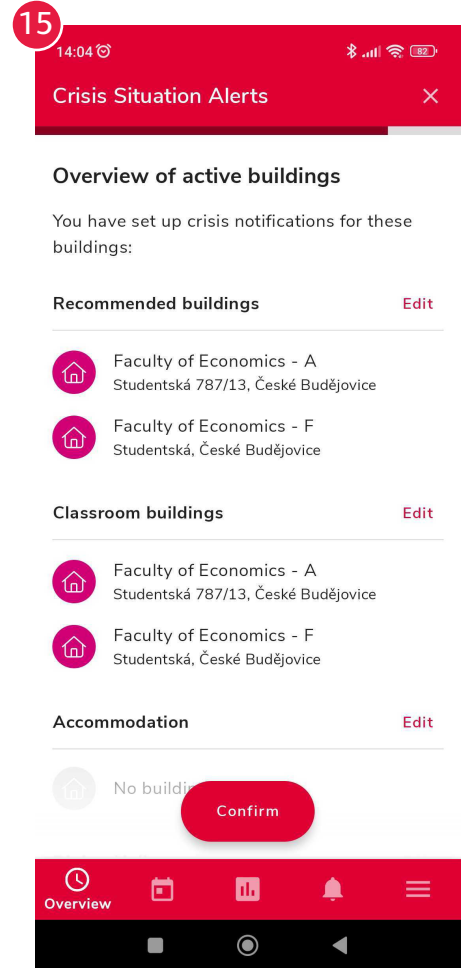 15
14:04
82
Crisis Situation Alerts
Overview of active buildings
You have set up crisis notifications for these
buildings:
Recommended buildings Edit
Faculty of Economics - A
Studentská 787/13, České Budějovice
Faculty of Economics - F
Studentská, České Budějovice
Classroom buildings Edit
Faculty of Economics - A
Studentská 787/13, České Budějovice
Faculty of Economics - F
Studentská, České Budějovice
Accommodation Edit
No
Confirm
Overview